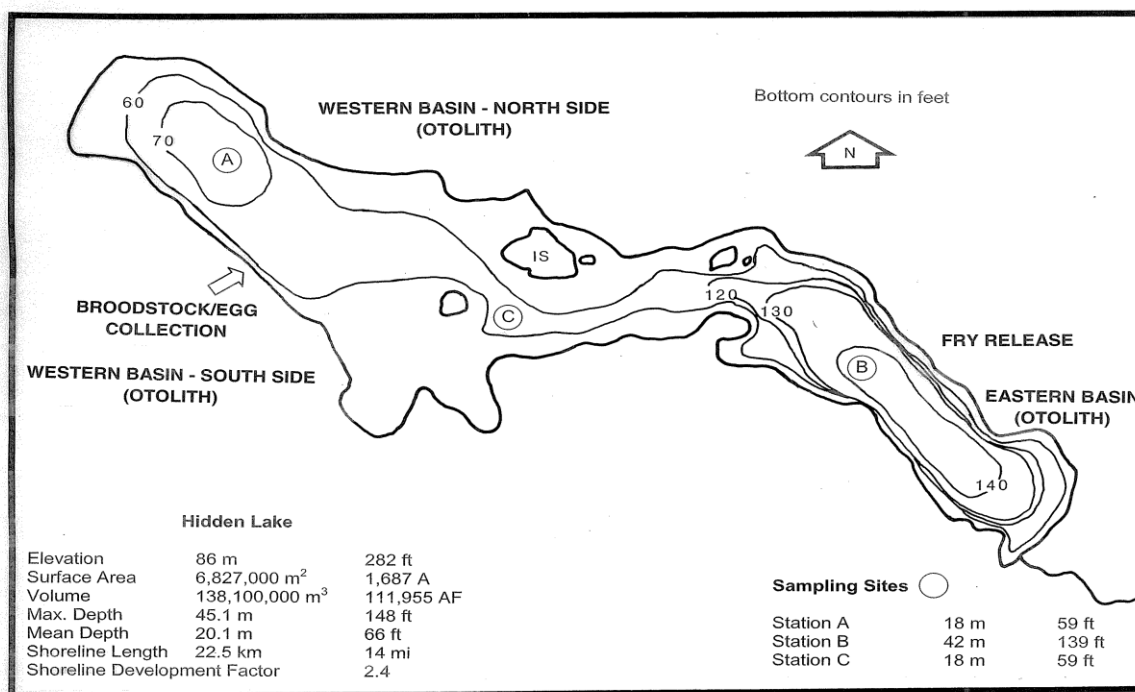 WESTERN BASIN - NORTH SIDE
(OTOLITH)
Bottom contours in feet
N
60
70
A
IS
BROODSTOCK/EGG
COLLECTION
C
120
130
WESTERN BASIN - SOUTH SIDE
(OTOLITH)
B
FRY RELEASE
EASTERN BASIN
(OTOLITH)
140
Hidden Lake
Elevation 86 m 282 ft
Surface Area 6,827,000 m² 1,687 A
Volume 138,100,000 m³ 111,955 AF
Max. Depth 45.1 m 148 ft
Mean Depth 20.1 m 66 ft
Shoreline Length 22.5 km 14 mi
Shoreline Development Factor 2.4
Sampling Sites
Station A 18 m 59 ft
Station B 42 m 139 ft
Station C 18 m 59 ft